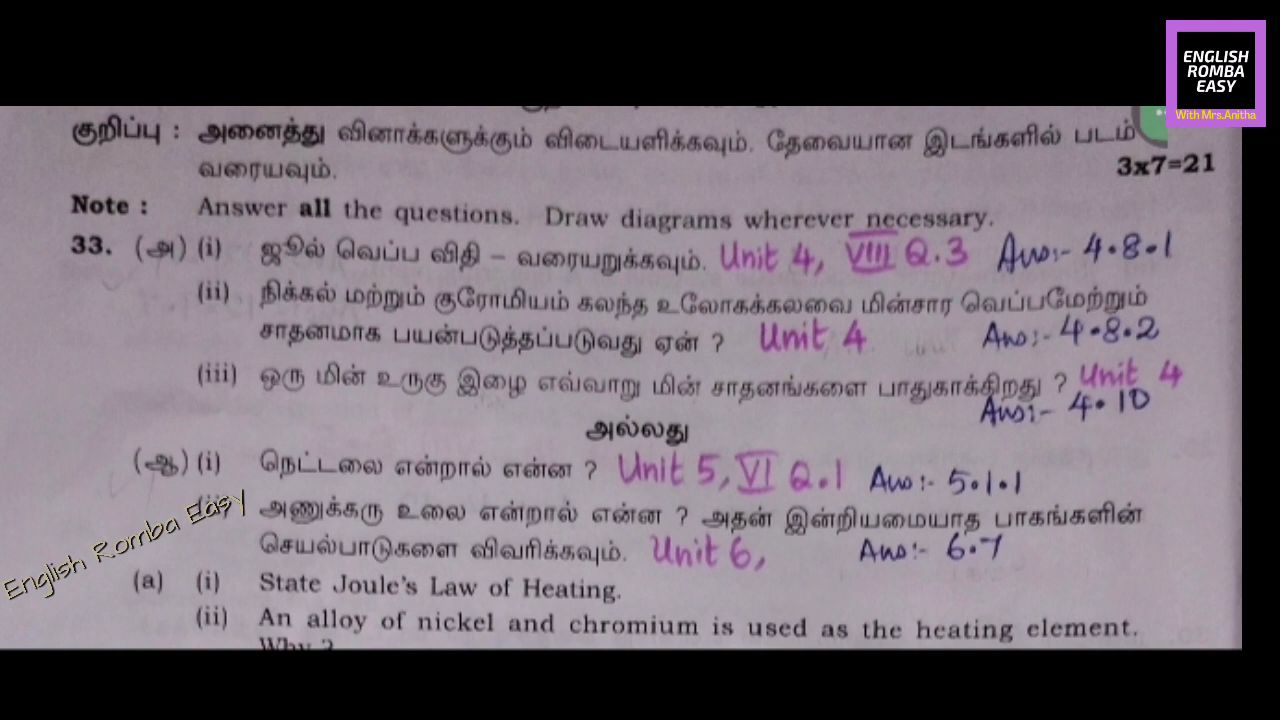 ENGLISH
ROMBA
EASY
With Mrs.Anitha
குறிப்பு : அனைத்து வினாக்களுக்கும் விடையளிக்கவும். தேவையான இடங்களில் படம்
வரையவும். 3x7=21
Note : Answer all the questions. Draw diagrams wherever necessary.
33. (அ) (i) ஜூல் வெப்ப விதி – வரையறுக்கவும். Unit 4, VIII Q.3 Ans:- 4.8.1
(ii) நிக்கல் மற்றும் குரோமியம் கலந்த உலோகக்கலவை மின்சார வெப்பமேற்றும்
சாதனமாக பயன்படுத்தப்படுவது ஏன் ? Unit 4 Ans:- 4.8.2
(iii) ஒரு மின் உருகு இழை எவ்வாறு மின் சாதனங்களை பாதுகாக்கிறது ? Unit 4
Ans:- 4.10
அல்லது
(ஆ) (i) நெட்டலை என்றால் என்ன ? Unit 5, VI Q.1 Ans:- 5.1.1
(ii) அணுக்கரு உலை என்றால் என்ன ? அதன் இன்றியமையாத பாகங்களின்
செயல்பாடுகளை விவரிக்கவும். Unit 6, Ans:- 6.7
English Romba Easy
(a) (i) State Joule's Law of Heating.
(ii) An alloy of nickel and chromium is used as the heating element.
Why ?